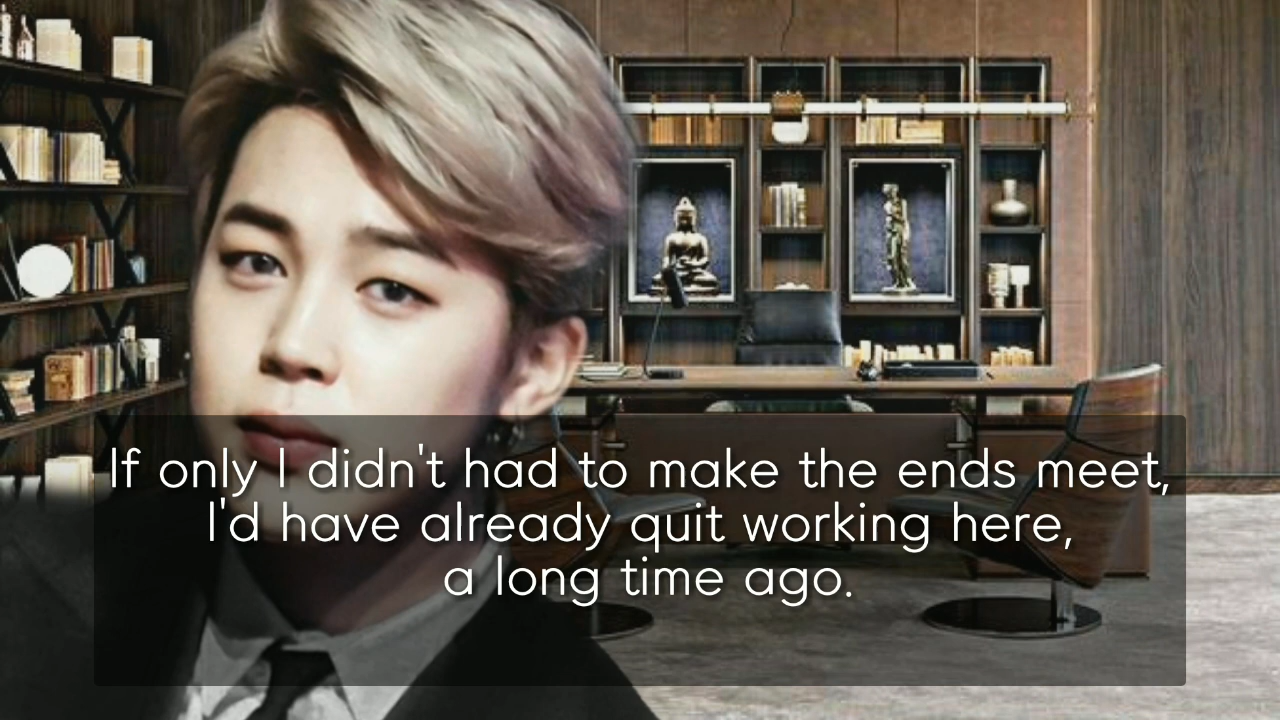 If only I didn't had to make the ends meet,
I'd have already quit working here,
a long time ago.